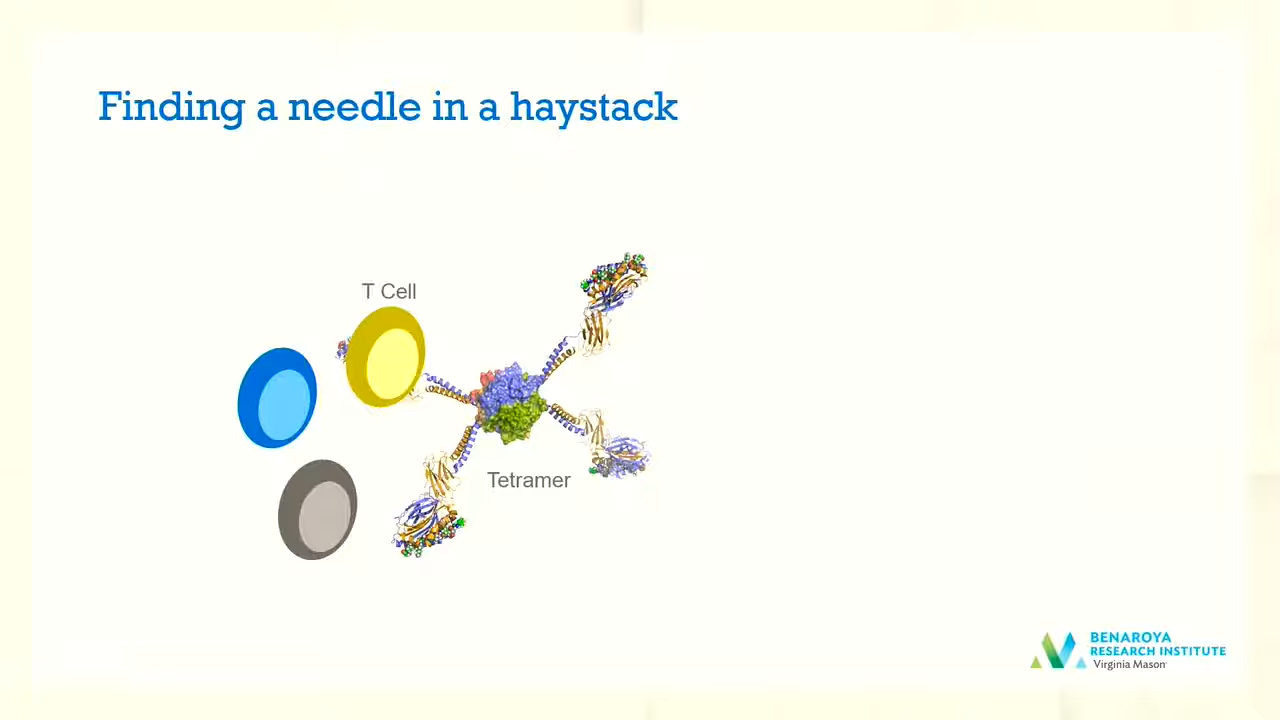 Finding a needle in a haystack
T Cell
Tetramer
BENAROYA
RESEARCH INSTITUTE
Virginia Mason